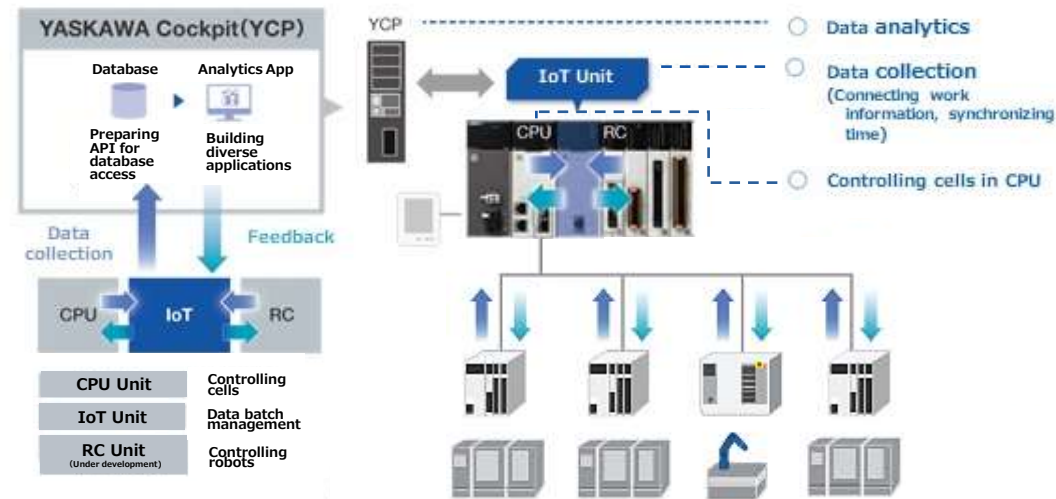 YASKAWA Cockpit(YCP)
Database
Analytics App
Preparing
API for
database
access
Building
diverse
applications
Data
collection
Feedback
CPU
IoT
RC
CPU Unit
Controlling
cells
IoT Unit
Data batch
management
RC Unit
(Under development)
Controlling
robots
YCP
IoT Unit
CPU
RC
Data analytics
Data collection
(Connecting work
information, synchronizing
time)
Controlling cells in CPU